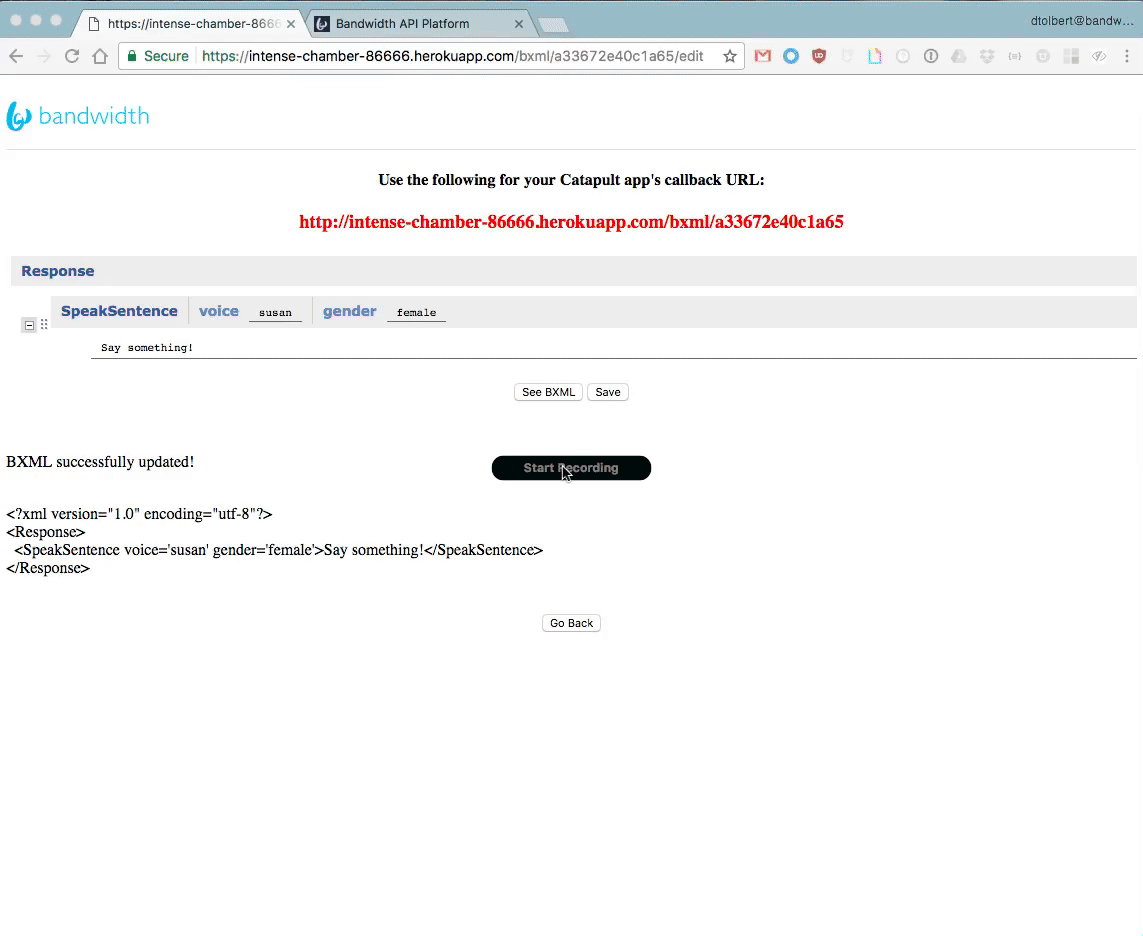 https://intense-chamber-8666
Bandwidth API Platform
dtolbert@bandw...
Secure
https://intense-chamber-86666.herokuapp.com/bxml/a33672e40c1a65/edit
bandwidth
Use the following for your Catapult app's callback URL:
http://intense-chamber-86666.herokuapp.com/bxml/a33672e40c1a65
Response
SpeakSentence voice susan gender female
Say something!
See BXML Save
BXML successfully updated!
Start Recording
<?xml version="1.0" encoding="utf-8"?>
<Response>
<SpeakSentence voice='susan' gender='female'>Say something!</SpeakSentence>
</Response>
Go Back